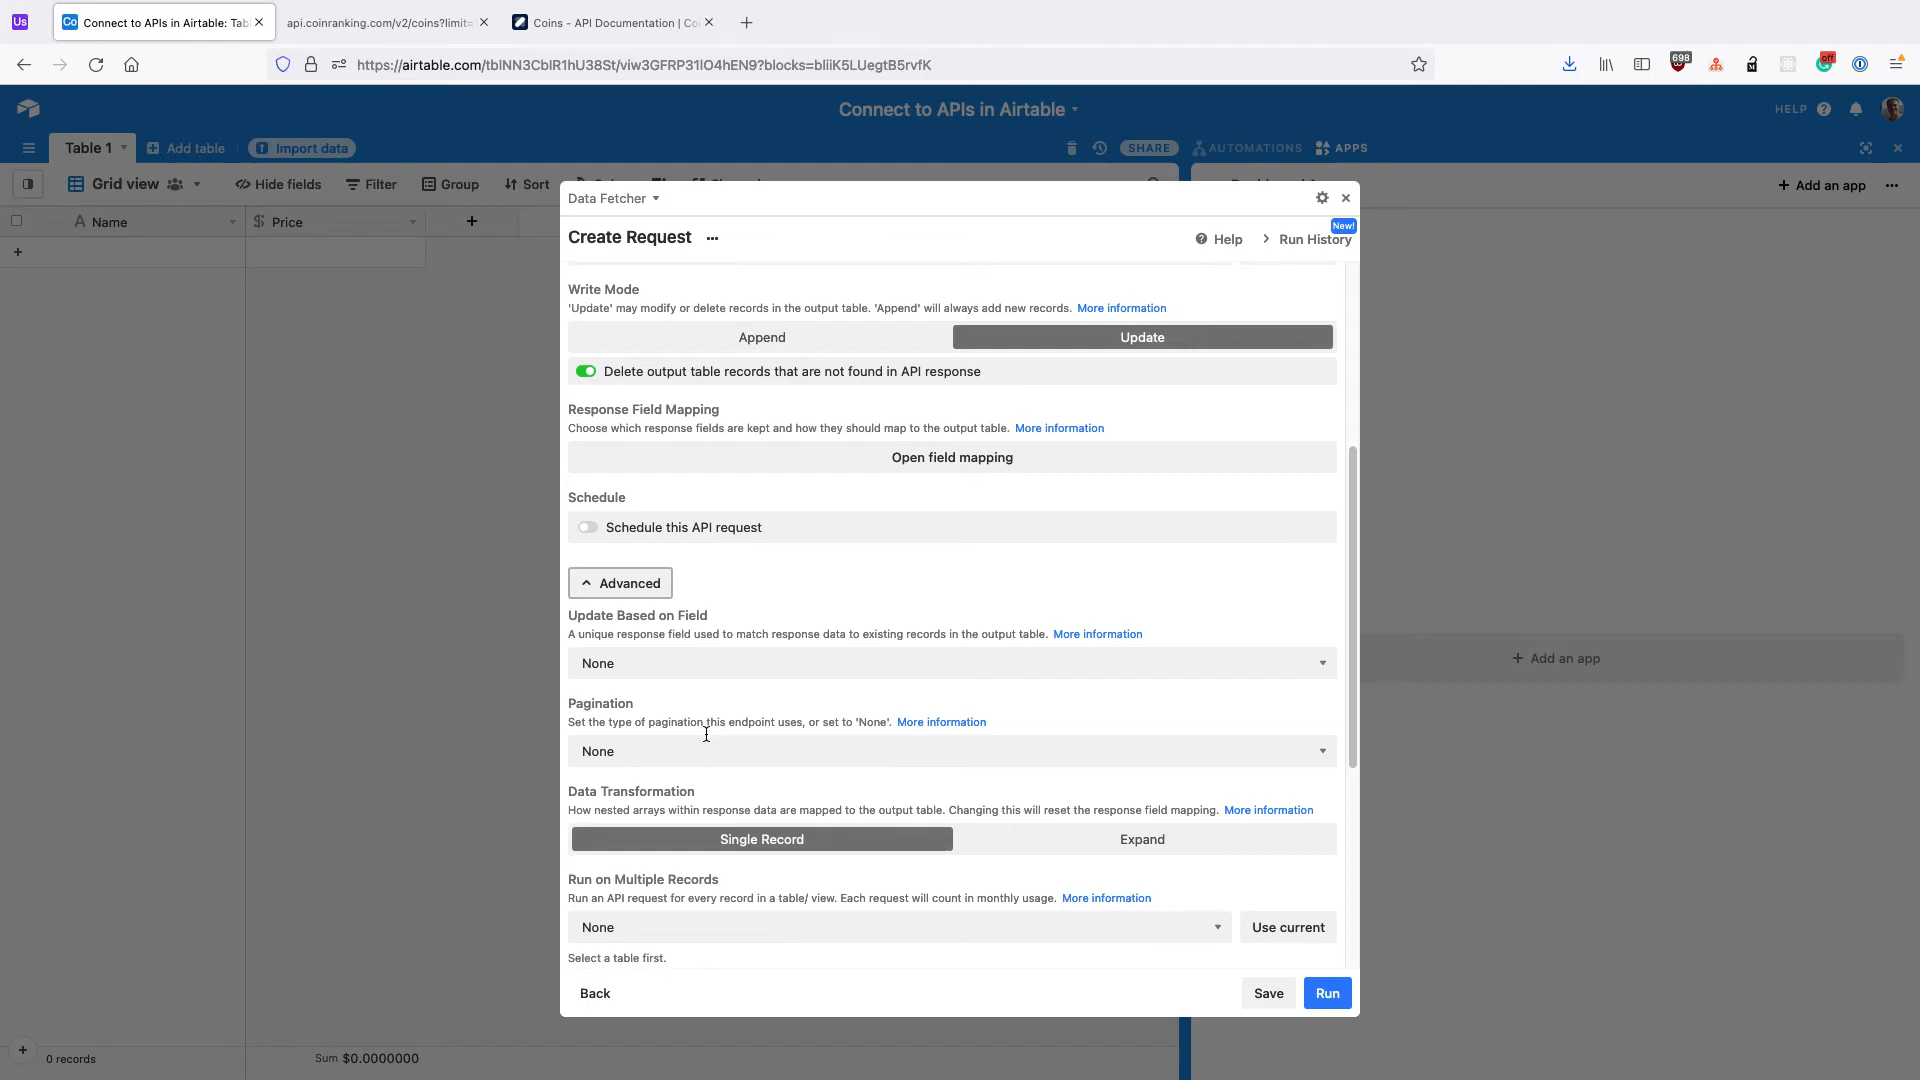 Us
Co Connect to APIs in Airtable: Tab
api.coinranking.com/v2/coins?limit=
Coins - API Documentation | Co
https://airtable.com/tblNN3CblR1hU38St/viw3GFRP31IO4hEN9?blocks=bliiK5LUegtB5rvfK
698
off
Connect to APIs in Airtable
HELP
Table 1
Add table
Import data
SHARE
AUTOMATIONS
APPS
Grid view
Hide fields
Filter
Group
Sort
Add an app
Name
Price
Data Fetcher
Create Request
Help
New!
Run History
Write Mode
'Update' may modify or delete records in the output table. 'Append' will always add new records. More information
Append
Update
Delete output table records that are not found in API response
Response Field Mapping
Choose which response fields are kept and how they should map to the output table. More information
Open field mapping
Schedule
Schedule this API request
Advanced
Update Based on Field
A unique response field used to match response data to existing records in the output table. More information
None
Add an app
Pagination
Set the type of pagination this endpoint uses, or set to 'None'. More information
None
Data Transformation
How nested arrays within response data are mapped to the output table. Changing this will reset the response field mapping. More information
Single Record
Expand
Run on Multiple Records
Run an API request for every record in a table/ view. Each request will count in monthly usage. More information
None
Use current
Select a table first.
Back
Save
Run
0 records
Sum $0.0000000